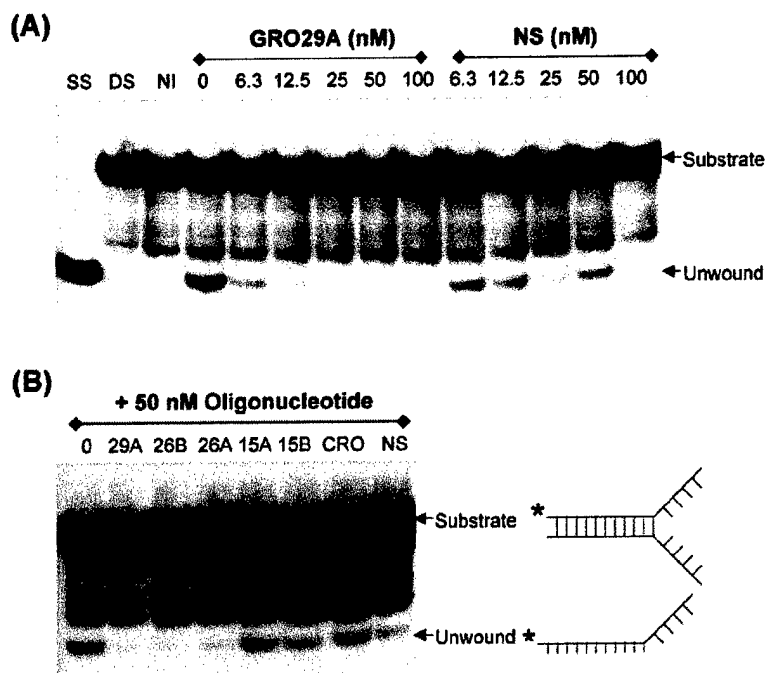 (A)
GRO29A (nM) NS (nM)
SS DS NI 0 6.3 12.5 25 50 100 6.3 12.5 25 50 100
Substrate
Unwound
(B)
+ 50 nM Oligonucleotide
0 29A 26B 26A 15A 15B CRO NS
Substrate *
Unwound *